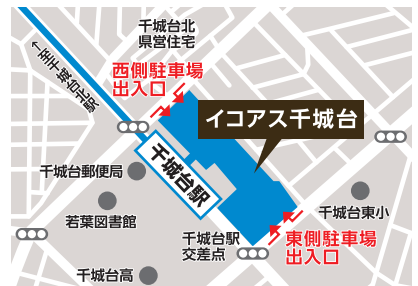 千城台北
県営住宅
↑至千城台北駅
西側駐車場
出入口
イコアス千城台
千城台駅
千城台郵便局
若葉図書館
千城台東小
千城台駅
交差点
東側駐車場
出入口
千城台高